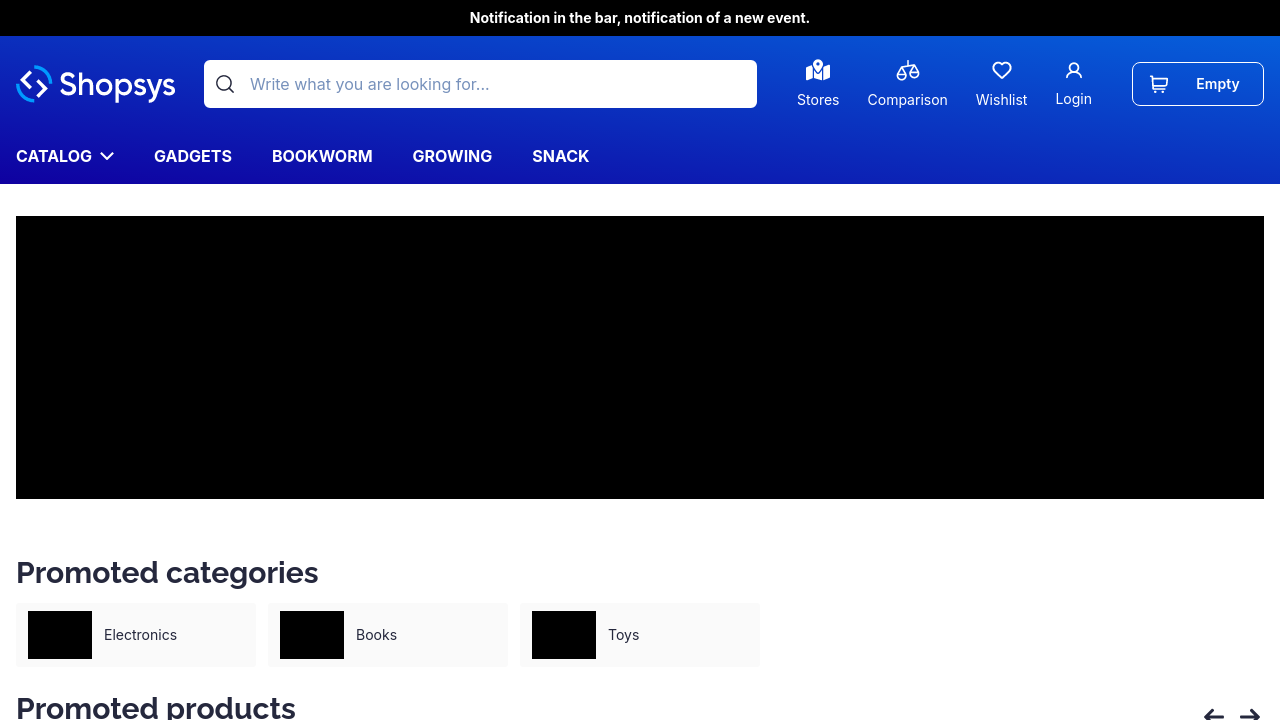 Notification in the bar, notification of a new event.
Shopsys
Write what you are looking for...
Stores
Comparison
Wishlist
Login
Empty
CATALOG
GADGETS
BOOKWORM
GROWING
SNACK
Promoted categories
Electronics
Books
Toys
Promoted products